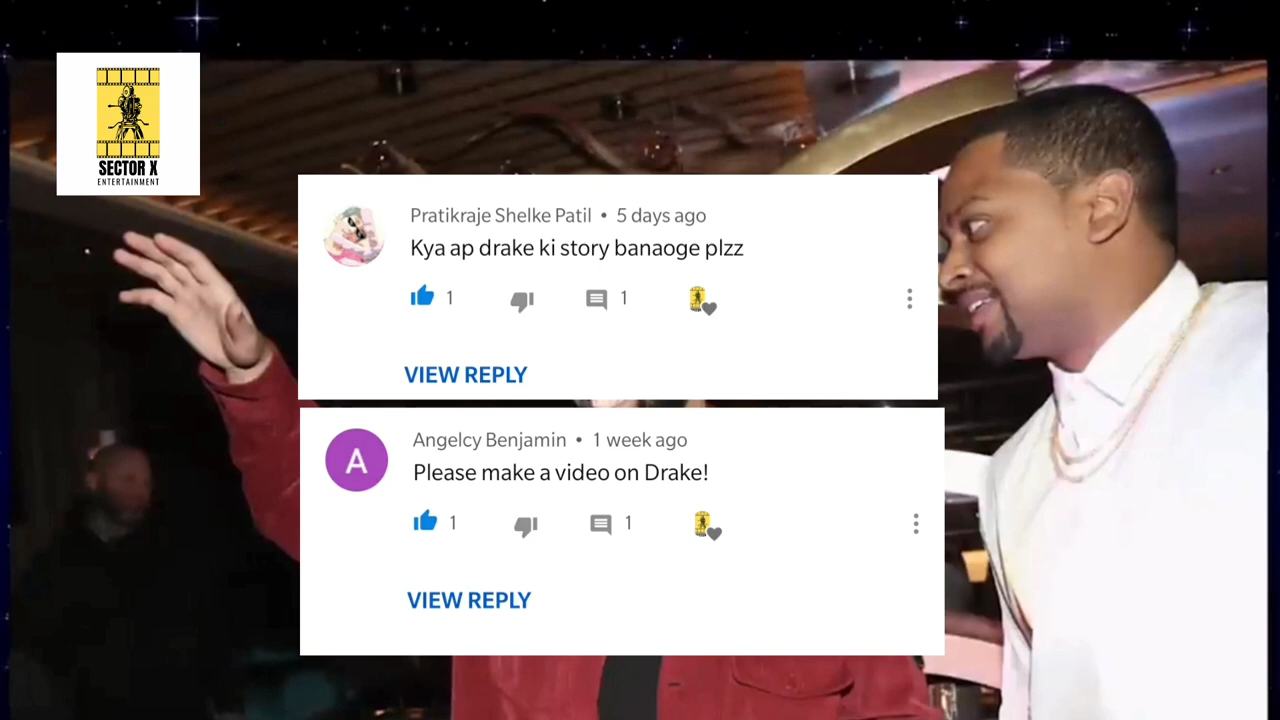 SECTOR X
ENTERTAINMENT
Pratikraje Shelke Patil • 5 days ago
Kya ap drake ki story banaoge plzz
1
1
VIEW REPLY
A
Angelcy Benjamin • 1 week ago
Please make a video on Drake!
1
1
VIEW REPLY